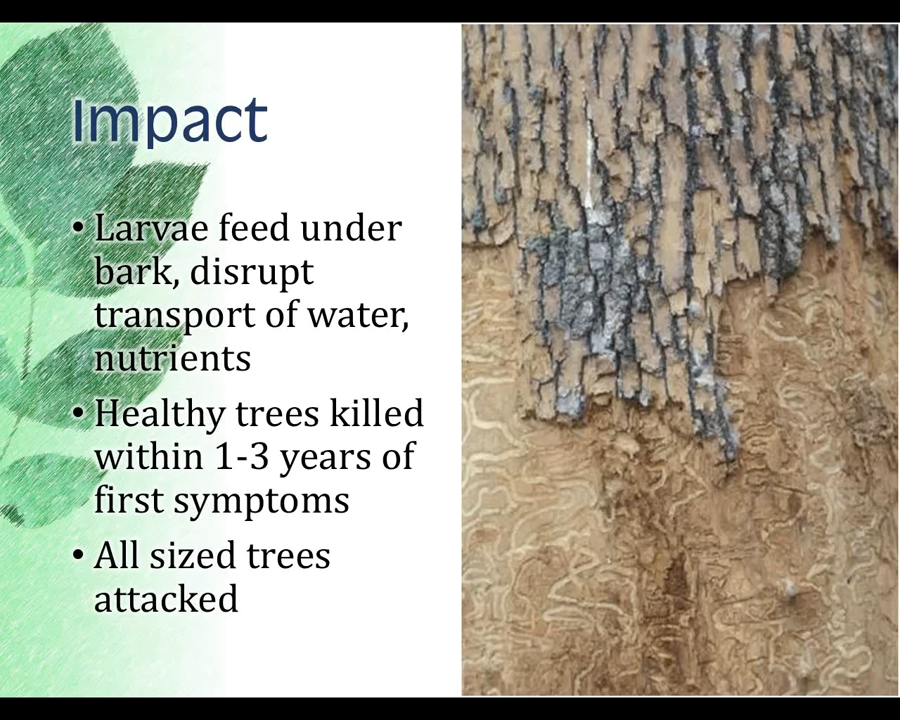 Impact
• Larvae feed under
bark, disrupt
transport of water,
nutrients
• Healthy trees killed
within 1-3 years of
first symptoms
• All sized trees
attacked